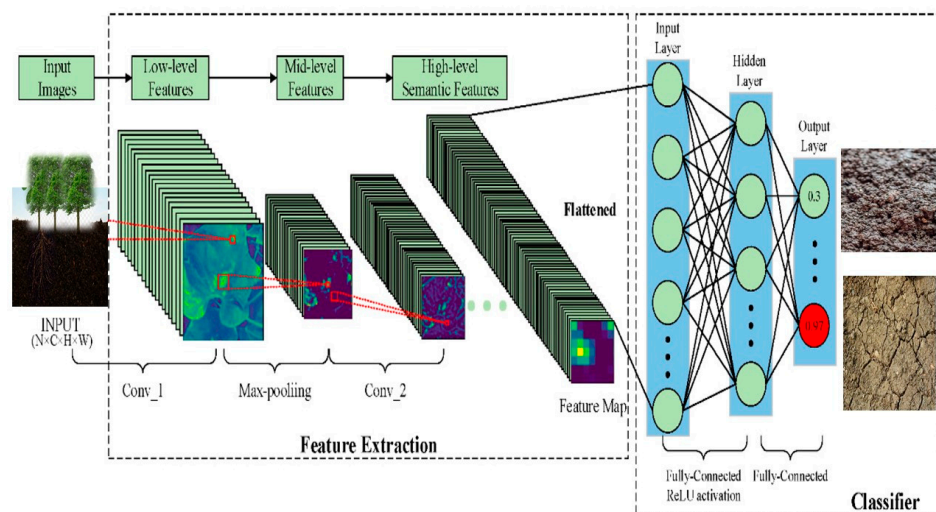 Input
Images
Low-level
Features
Mid-level
Features
High-level
Semantic Features
Input
Layer
Hidden
Layer
Output
Layer
Flattened
0.3
0.97
INPUT
(N×C×H×W)
Conv_1
Max-pooliing
Conv_2
Feature Map
Feature Extraction
Fully-Connected
ReLU activation
Fully-Connected
Classifier